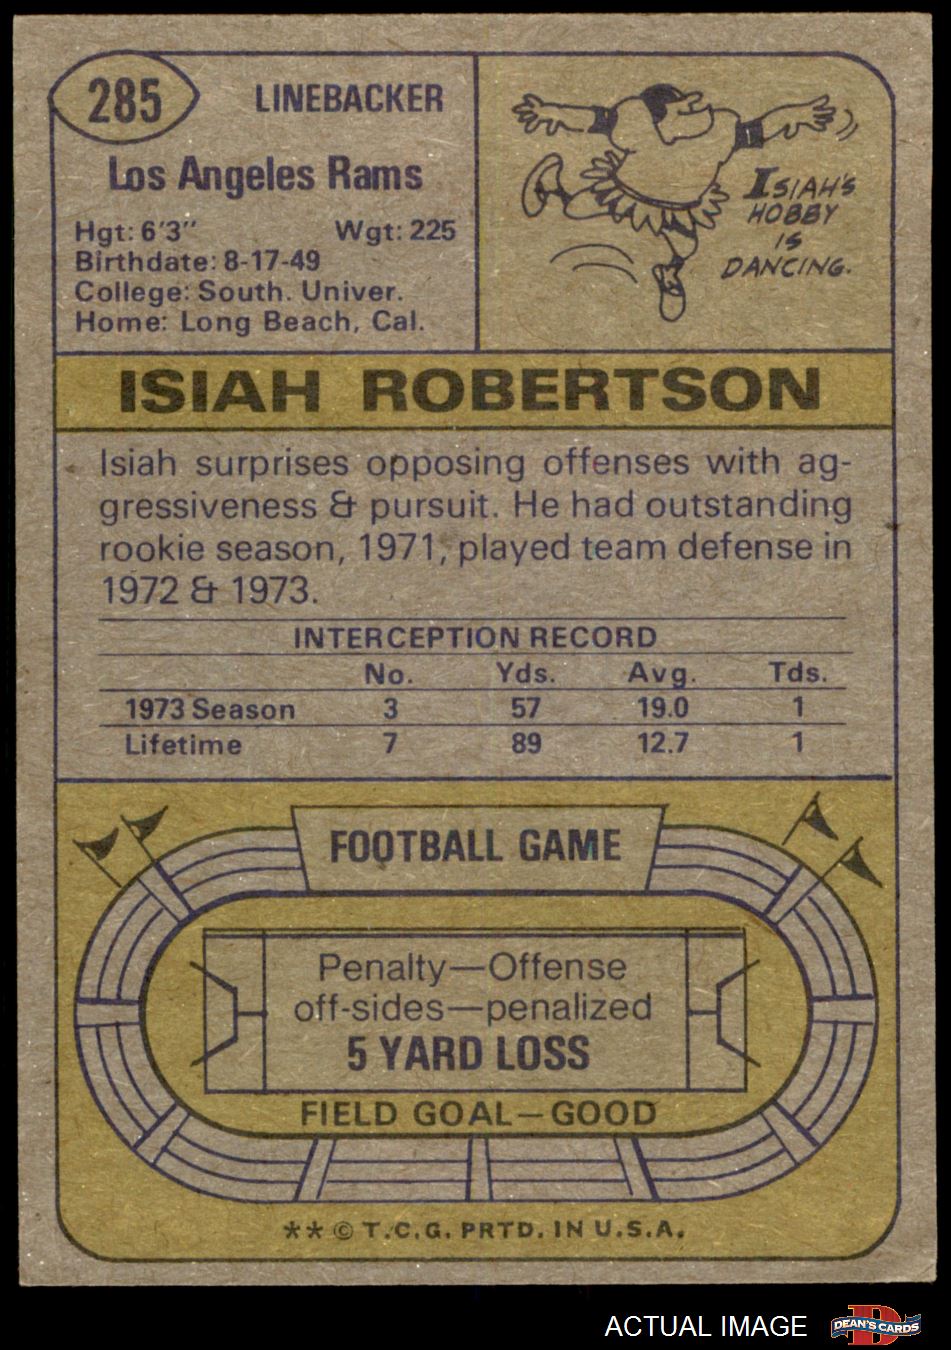 285
LINEBACKER
Los Angeles Rams
Hgt: 6'3" Wgt: 225
Birthdate: 8-17-49
College: South. Univer.
Home: Long Beach, Cal.
ISIAH'S
HOBBY
IS
DANCING.
ISIAH ROBERTSON
Isiah surprises opposing offenses with ag-
gressiveness & pursuit. He had outstanding
rookie season, 1971, played team defense in
1972 & 1973.
INTERCEPTION RECORD
No. Yds. Avg. Tds.
1973 Season 3 57 19.0 1
Lifetime 7 89 12.7 1
FOOTBALL GAME
Penalty—Offense
off-sides—penalized
5 YARD LOSS
FIELD GOAL—GOOD
** © T.C.G. PRTD. IN U.S.A.
ACTUAL IMAGE
D
DEAN'S CARDS